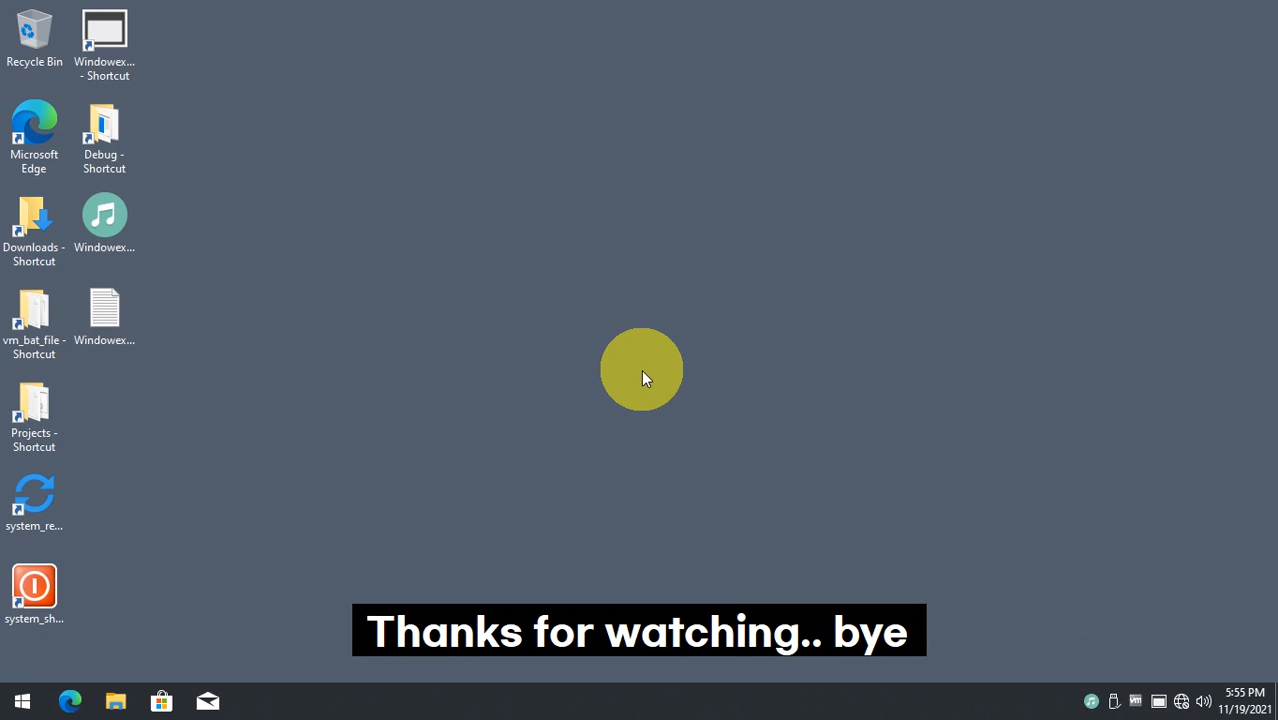 Recycle Bin
Windowex...
- Shortcut
Microsoft
Edge
Debug -
Shortcut
Downloads -
Shortcut
Windowex...
vm_bat_file -
Shortcut
Windowex...
Projects -
Shortcut
system_re...
system_sh...
Thanks for watching.. bye
vm
5:55 PM
11/19/2021